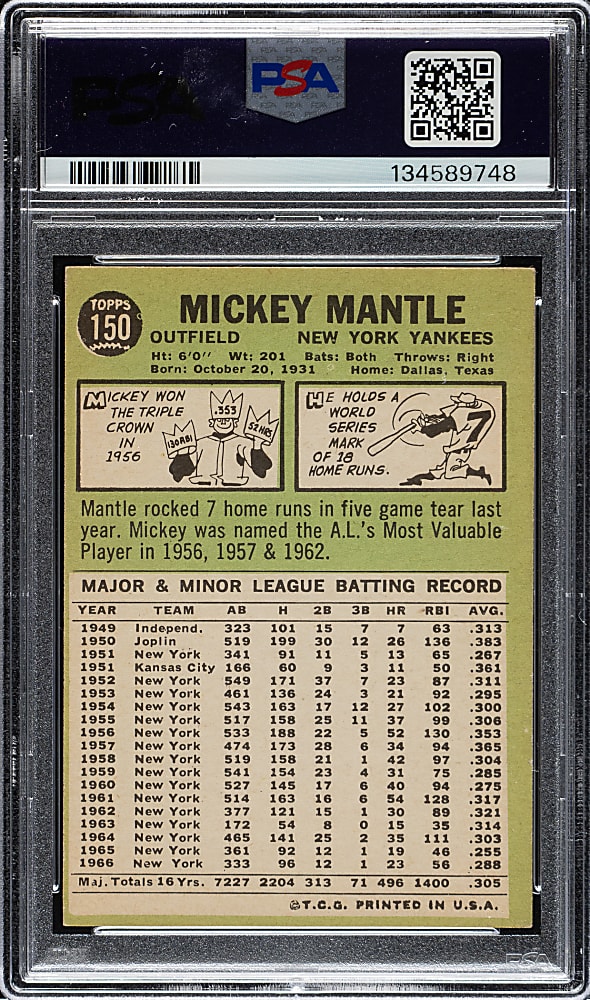 PSA
PSA
134589748
TOPPS
150
MICKEY MANTLE
OUTFIELD NEW YORK YANKEES
Ht: 6'0" Wt: 201 Bats: Both Throws: Right
Born: October 20, 1931 Home: Dallas, Texas
MICKEY WON
THE TRIPLE
CROWN
IN
1956
.353
130 RBI
52 HRS
HE HOLDS A
WORLD
SERIES
MARK
OF 18
HOME RUNS.
7
Mantle rocked 7 home runs in five game tear last
year. Mickey was named the A.L.'s Most Valuable
Player in 1956, 1957 & 1962.
MAJOR & MINOR LEAGUE BATTING RECORD
YEAR TEAM AB H 2B 3B HR RBI AVG.
1949 Independ. 323 101 15 7 7 63 .313
1950 Joplin 519 199 30 12 26 136 .383
1951 New York 341 91 11 5 13 65 .267
1951 Kansas City 166 60 9 3 11 50 .361
1952 New York 549 171 37 7 23 87 .311
1953 New York 461 136 24 3 21 92 .295
1954 New York 543 163 17 12 27 102 .300
1955 New York 517 158 25 11 37 99 .306
1956 New York 533 188 22 5 52 130 .353
1957 New York 474 173 28 6 34 94 .365
1958 New York 519 158 21 1 42 97 .304
1959 New York 541 154 23 4 31 75 .285
1960 New York 527 145 17 6 40 94 .275
1961 New York 514 163 16 6 54 128 .317
1962 New York 377 121 15 1 30 89 .321
1963 New York 172 54 8 0 15 35 .314
1964 New York 465 141 25 2 35 111 .303
1965 New York 361 92 12 1 19 46 .255
1966 New York 333 96 12 1 23 56 .288
Maj. Totals 16 Yrs. 7227 2204 313 71 496 1400 .305
©T.C.G. PRINTED IN U.S.A.
PSA